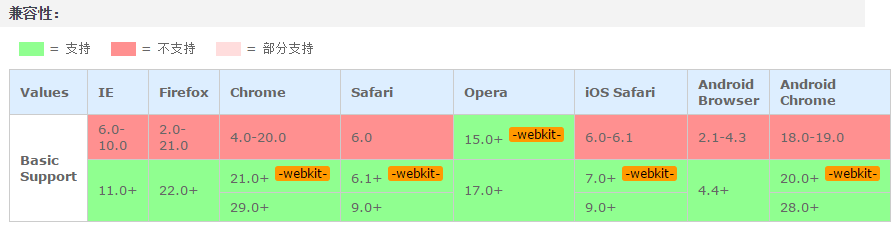 兼容性：
= 支持 = 不支持 = 部分支持
Values IE Firefox Chrome Safari Opera iOS Safari Android Browser Android Chrome
Basic Support 6.0-10.0 2.0-21.0 4.0-20.0 6.0 15.0+ -webkit- 6.0-6.1 2.1-4.3 18.0-19.0
11.0+ 22.0+ 21.0+ -webkit- 6.1+ -webkit- 17.0+ 7.0+ -webkit- 4.4+ 20.0+ -webkit-
29.0+ 9.0+ 9.0+ 28.0+